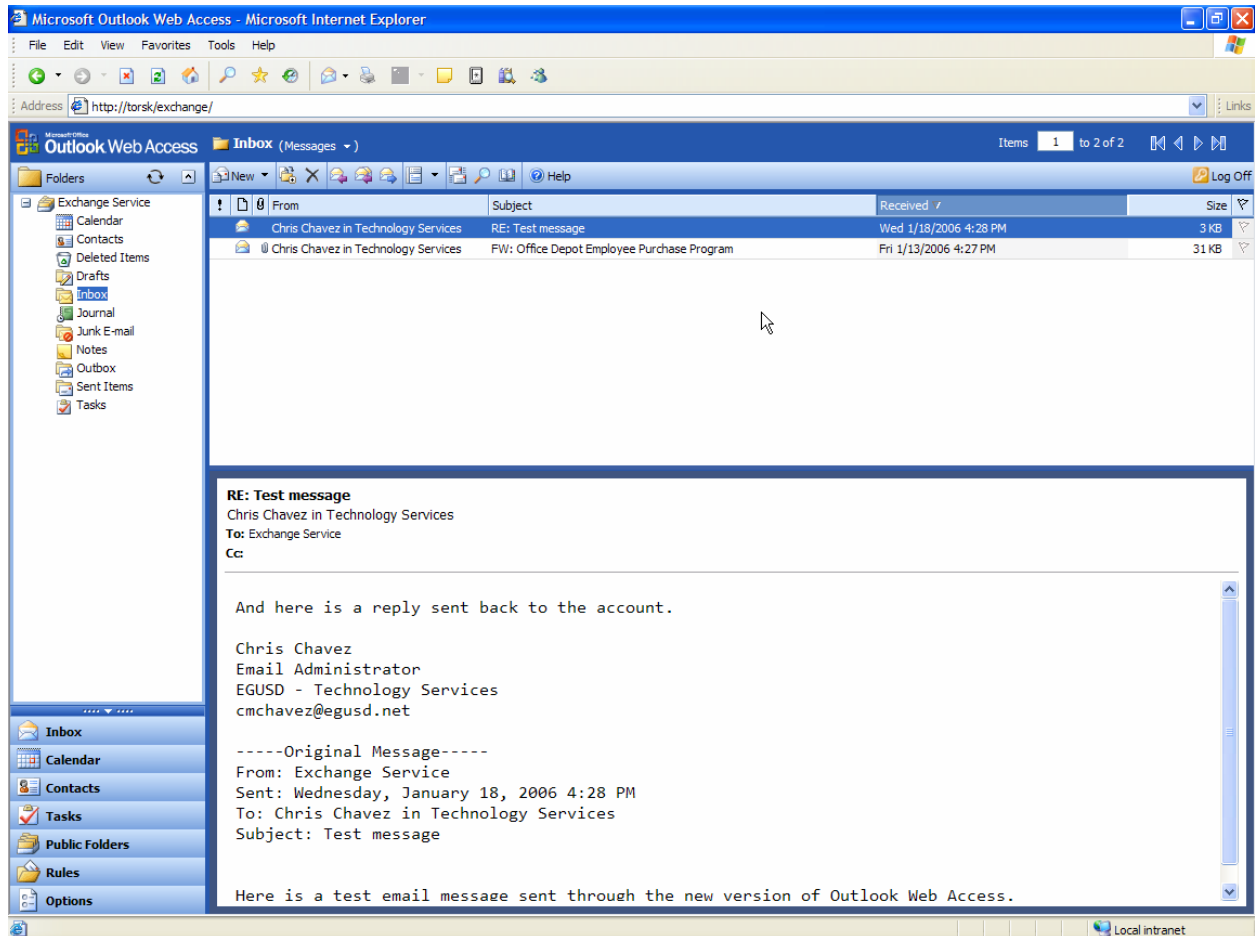 Microsoft Outlook Web Access - Microsoft Internet Explorer
File Edit View Favorites Tools Help
Address http://torsk/exchange/ Links
Microsoft Office
Outlook Web Access
Inbox (Messages) Items 1 to 2 of 2
Folders
New Help Log Off
! From Subject Received Size
Chris Chavez in Technology Services RE: Test message Wed 1/18/2006 4:28 PM 3 KB
Chris Chavez in Technology Services FW: Office Depot Employee Purchase Program Fri 1/13/2006 4:27 PM 31 KB
Exchange Service
Calendar
Contacts
Deleted Items
Drafts
Inbox
Journal
Junk E-mail
Notes
Outbox
Sent Items
Tasks
Inbox
Calendar
Contacts
Tasks
Public Folders
Rules
Options
RE: Test message
Chris Chavez in Technology Services
To: Exchange Service
Cc:
And here is a reply sent back to the account.
Chris Chavez
Email Administrator
EGUSD - Technology Services
cmchavez@egusd.net
-----Original Message-----
From: Exchange Service
Sent: Wednesday, January 18, 2006 4:28 PM
To: Chris Chavez in Technology Services
Subject: Test message
Here is a test email message sent through the new version of Outlook Web Access.
Local intranet